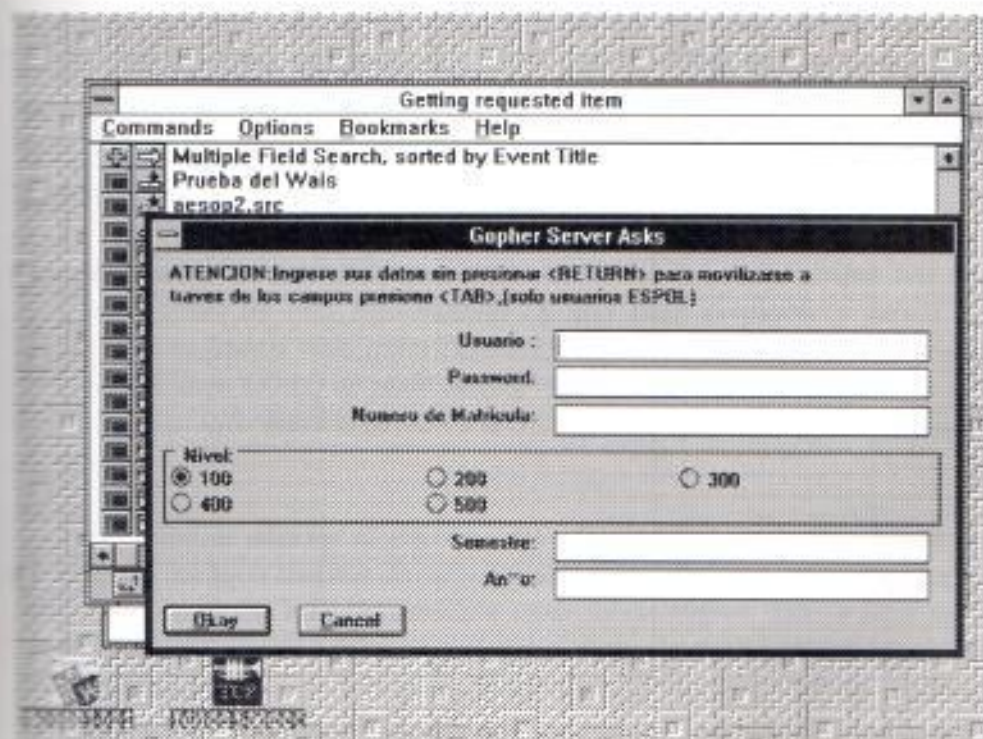 Getting requested item
Commands Options Bookmarks Help
Multiple Field Search, sorted by Event Title
Prueba del Wais
aesop2.src
Gopher Server Asks
ATENCION:Ingrese sus datos sin presionar <RETURN> para movilizarse a
traves de los campos presione <TAB>,(solo usuarios ESPOL)
Usuario :
Password:
Numero de Matricula:
Nivel:
100 200 300
400 500
Semestre:
An~o:
Okay Cancel